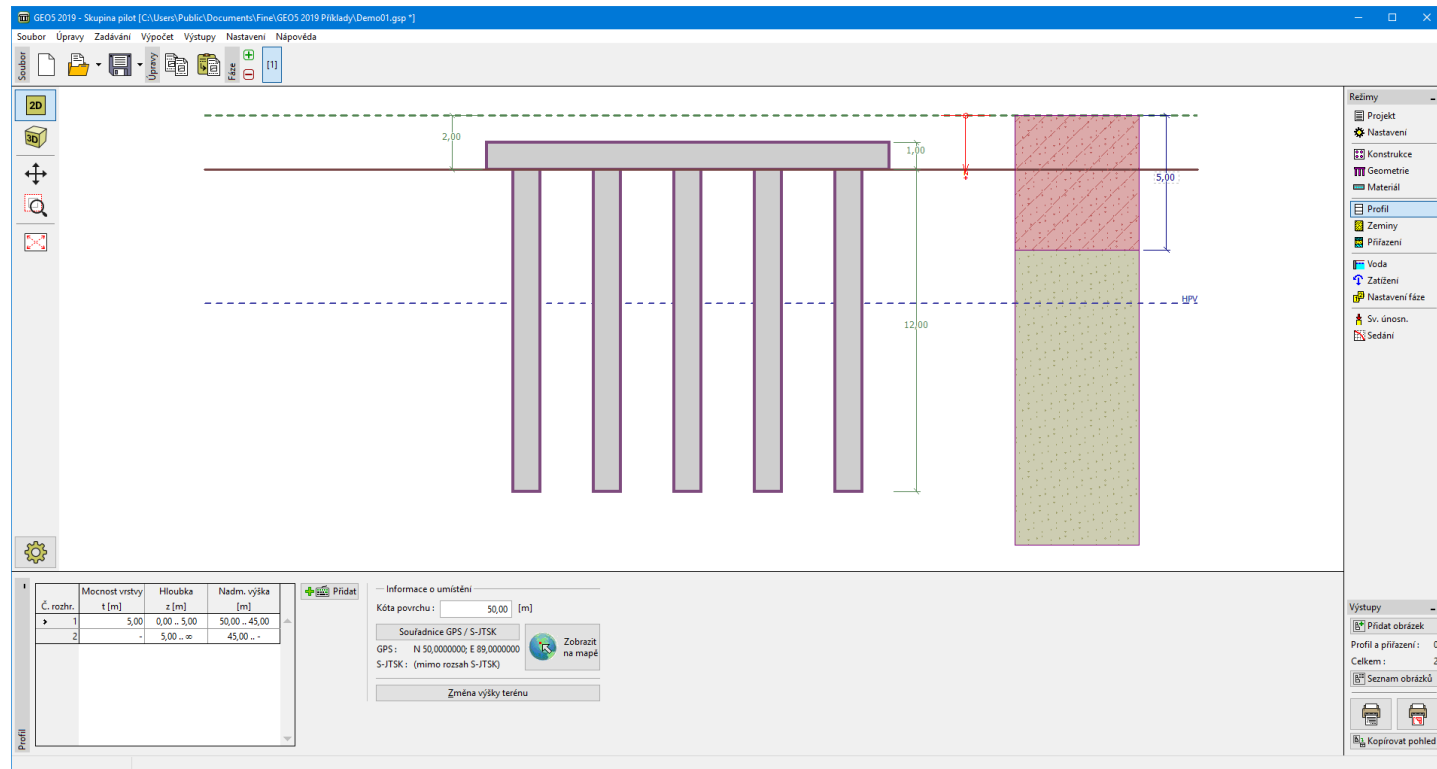 GEO5 2019 - Skupina pilot [C:\Users\Public\Documents\Fine\GEO5 2019 Příklady\Demo01.gsp *]
Soubor Úpravy Zadávání Výpočet Výstupy Nastavení Nápověda
Soubor
Úpravy
Fáze
[1]
2D
3D
2,00
1,00
5,00
HPV
12,00
Režimy
Projekt
Nastavení
Konstrukce
Geometrie
Materiál
Profil
Zeminy
Přiřazení
Voda
Zatížení
Nastavení fáze
Sv. únosn.
Sedání
Profil
Č. rozhr. Mocnost vrstvy t [m] Hloubka z [m] Nadm. výška [m]
1 5,00 0,00 .. 5,00 50,00 .. 45,00
2 - 5,00 .. ∞ 45,00 .. -
Přidat
Informace o umístění
Kóta povrchu : 50,00 [m]
Souřadnice GPS / S-JTSK
GPS : N 50,0000000; E 89,0000000
S-JTSK : (mimo rozsah S-JTSK)
Zobrazit
na mapě
Změna výšky terénu
Výstupy
Přidat obrázek
Profil a přiřazení : 0
Celkem : 2
Seznam obrázků
Kopírovat pohled